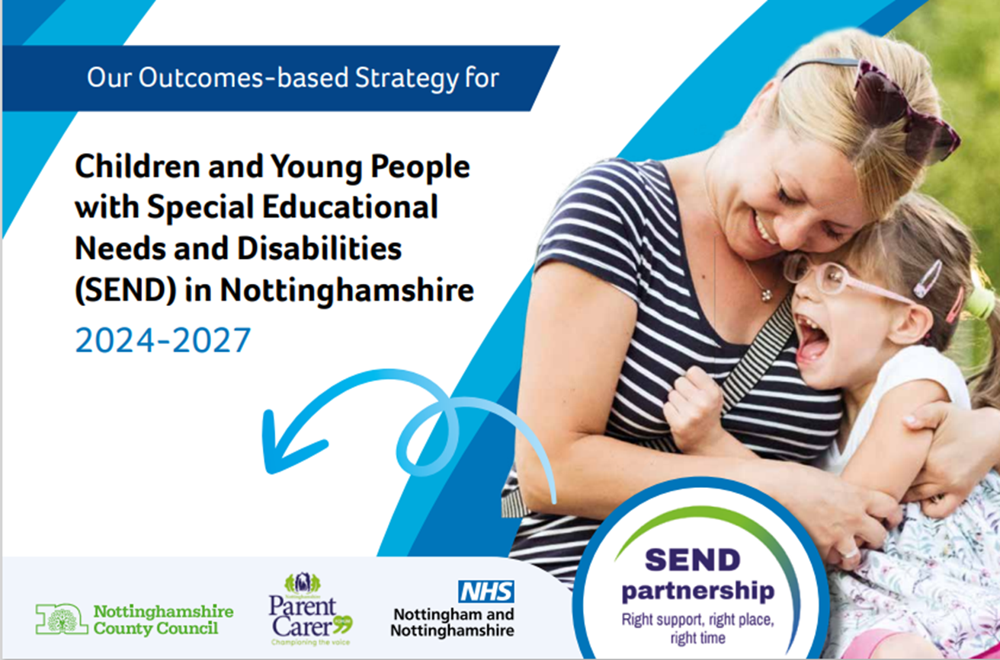 Our Outcomes-based Strategy for
Children and Young People
with Special Educational
Needs and Disabilities
(SEND) in Nottinghamshire
2024-2027
Nottinghamshire
County Council
Nottinghamshire
Parent
Carer
Championing the voice
NHS
Nottingham and
Nottinghamshire
SEND
partnership
Right support, right place,
right time